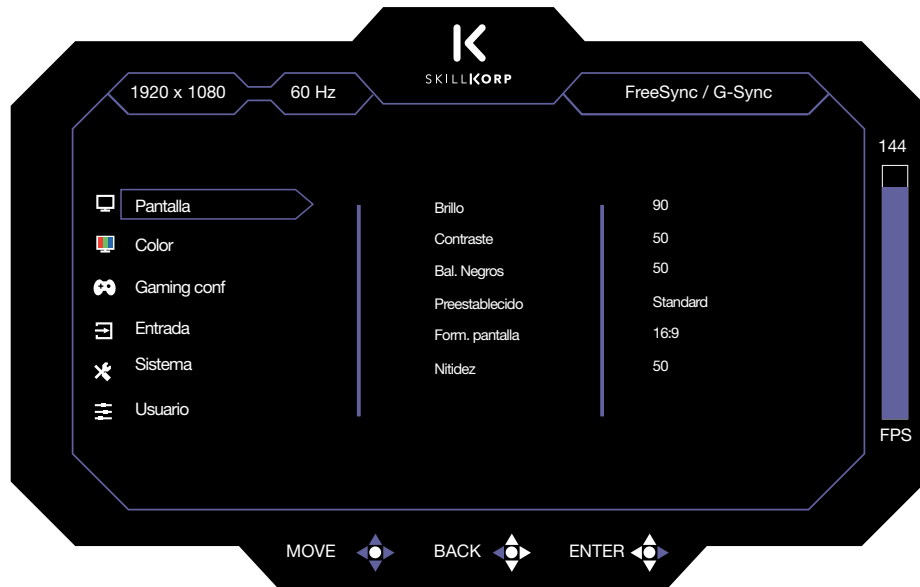 SKILLKORP
1920 x 1080
60 Hz
FreeSync / G-Sync
144
Pantalla
Color
Gaming conf
Entrada
Sistema
Usuario
Brillo 90
Contraste 50
Bal. Negros 50
Preestablecido Standard
Form. pantalla 16:9
Nitidez 50
FPS
MOVE BACK ENTER